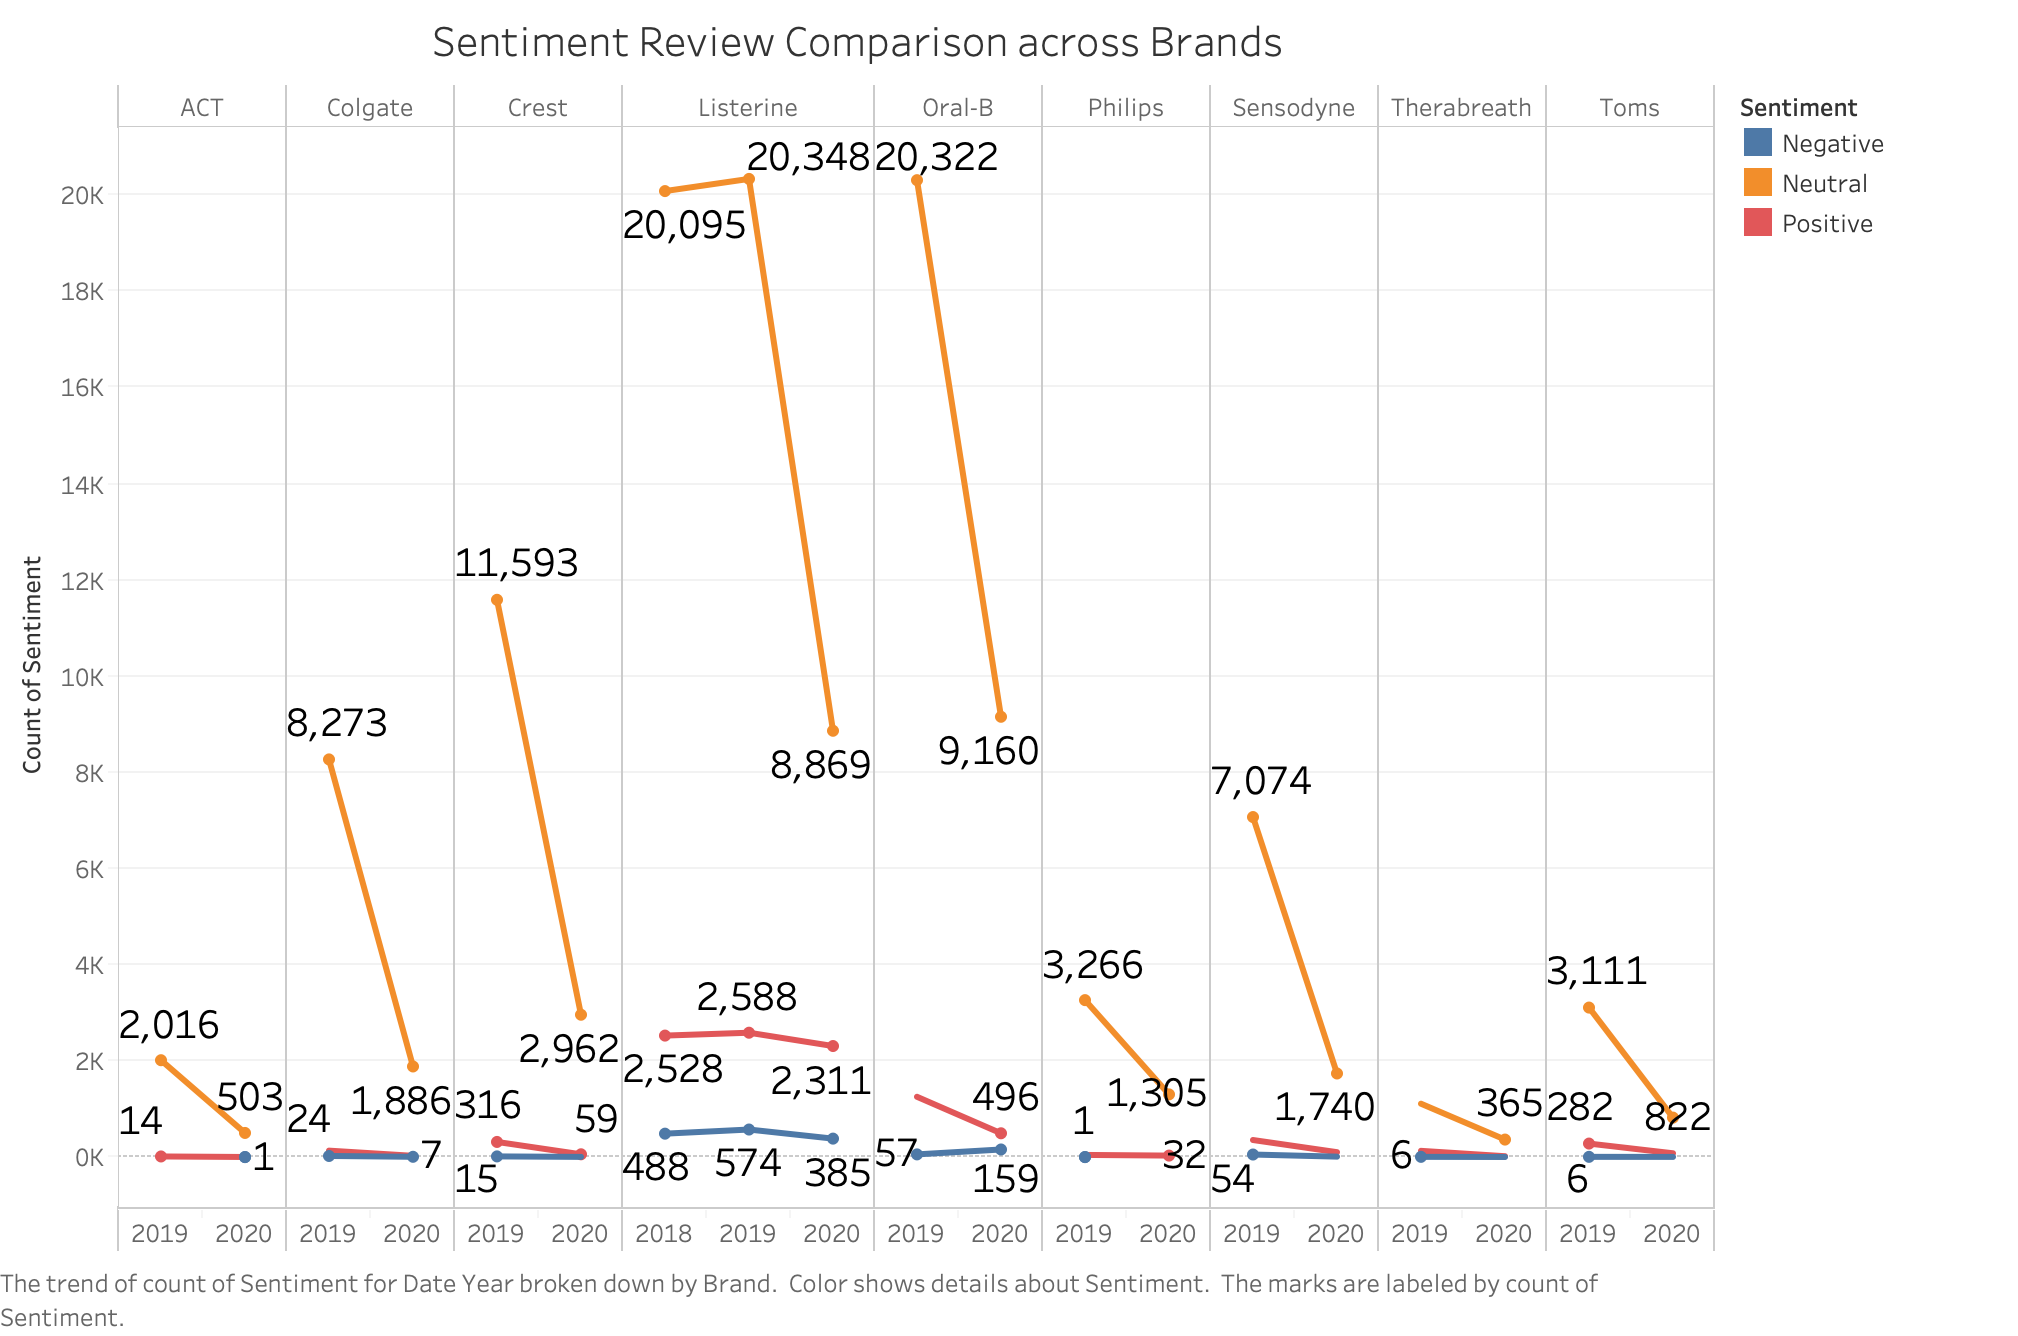 Sentiment Review Comparison across Brands
ACT Colgate Crest Listerine Oral-B Philips Sensodyne Therabreath Toms
Sentiment
Negative
Neutral
Positive
Count of Sentiment
20K
18K
16K
14K
12K
10K
8K
6K
4K
2K
0K
2,016
503
14
1
8,273
1,886
24
7
11,593
2,962
316
59
15
20,348
20,095
8,869
2,588
2,528
2,311
488
574
385
20,322
9,160
496
57
159
3,266
1,305
1
32
7,074
1,740
54
365
6
3,111
822
282
6
2019 2020 2019 2020 2019 2020 2018 2019 2020 2019 2020 2019 2020 2019 2020 2019 2020 2019 2020
The trend of count of Sentiment for Date Year broken down by Brand.  Color shows details about Sentiment.  The marks are labeled by count of
Sentiment.